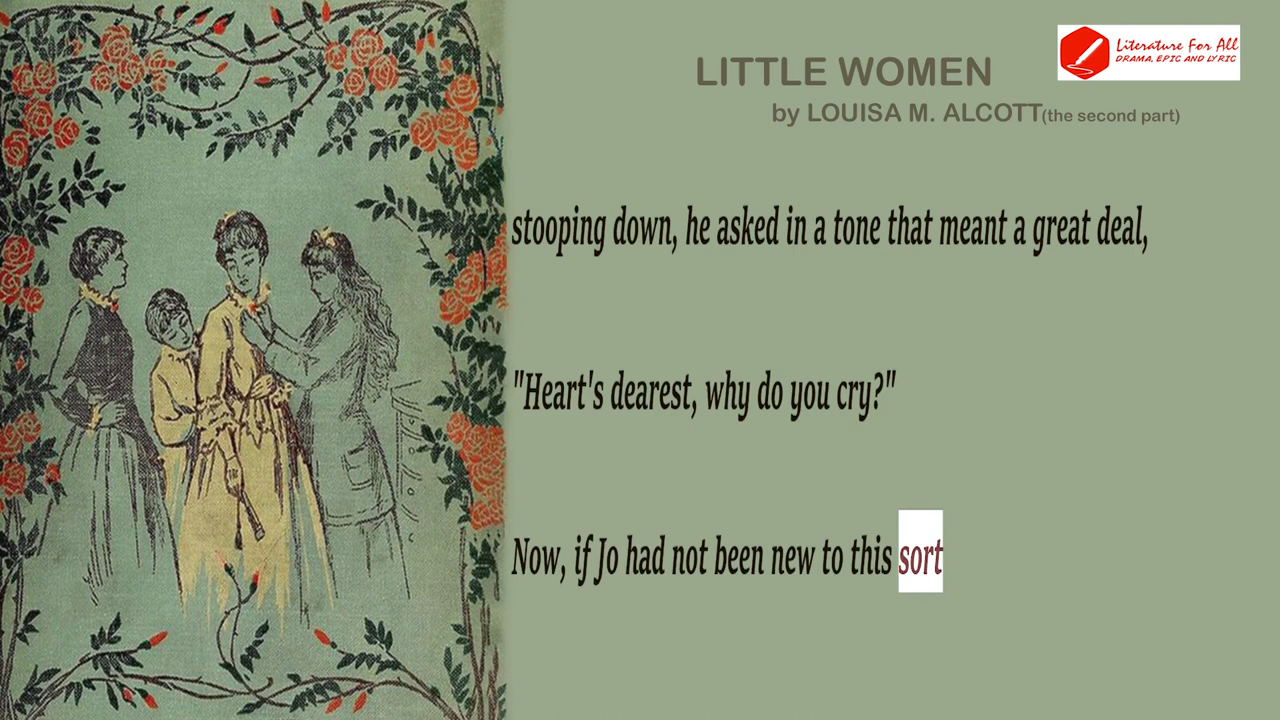 LITTLE WOMEN
by LOUISA M. ALCOTT(the second part)
Literature For All
DRAMA, EPIC AND LYRIC
stooping down, he asked in a tone that meant a great deal,
"Heart's dearest, why do you cry?"
Now, if Jo had not been new to this sort